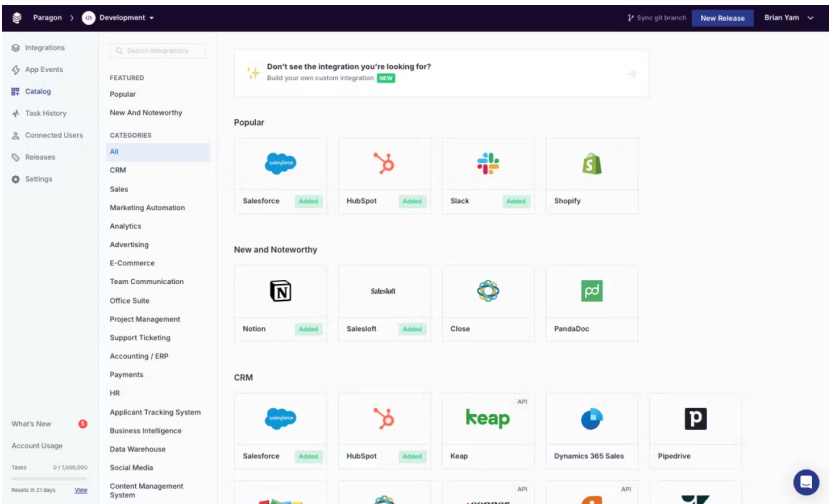 Paragon
Development
Sync git branch
New Release
Brian Yam
Integrations
App Events
Catalog
Task History
Connected Users
Releases
Settings
What's New
5
Account Usage
Tasks
0 / 1,000,000
Resets in 21 days
View
Search integrations
FEATURED
Popular
New And Noteworthy
CATEGORIES
All
CRM
Sales
Marketing Automation
Analytics
Advertising
E-Commerce
Team Communication
Office Suite
Project Management
Support Ticketing
Accounting / ERP
Payments
HR
Applicant Tracking System
Business Intelligence
Data Warehouse
Social Media
Content Management
System
Don't see the integration you're looking for?
Build your own custom integration NEW
Popular
salesforce
Salesforce Added
HubSpot Added
Slack Added
Shopify
New and Noteworthy
Salesloft
pd
Notion Added
Salesloft Added
Close
PandaDoc
CRM
API
salesforce
keap
Salesforce Added
HubSpot Added
Keap
Dynamics 365 Sales
Pipedrive
API
API